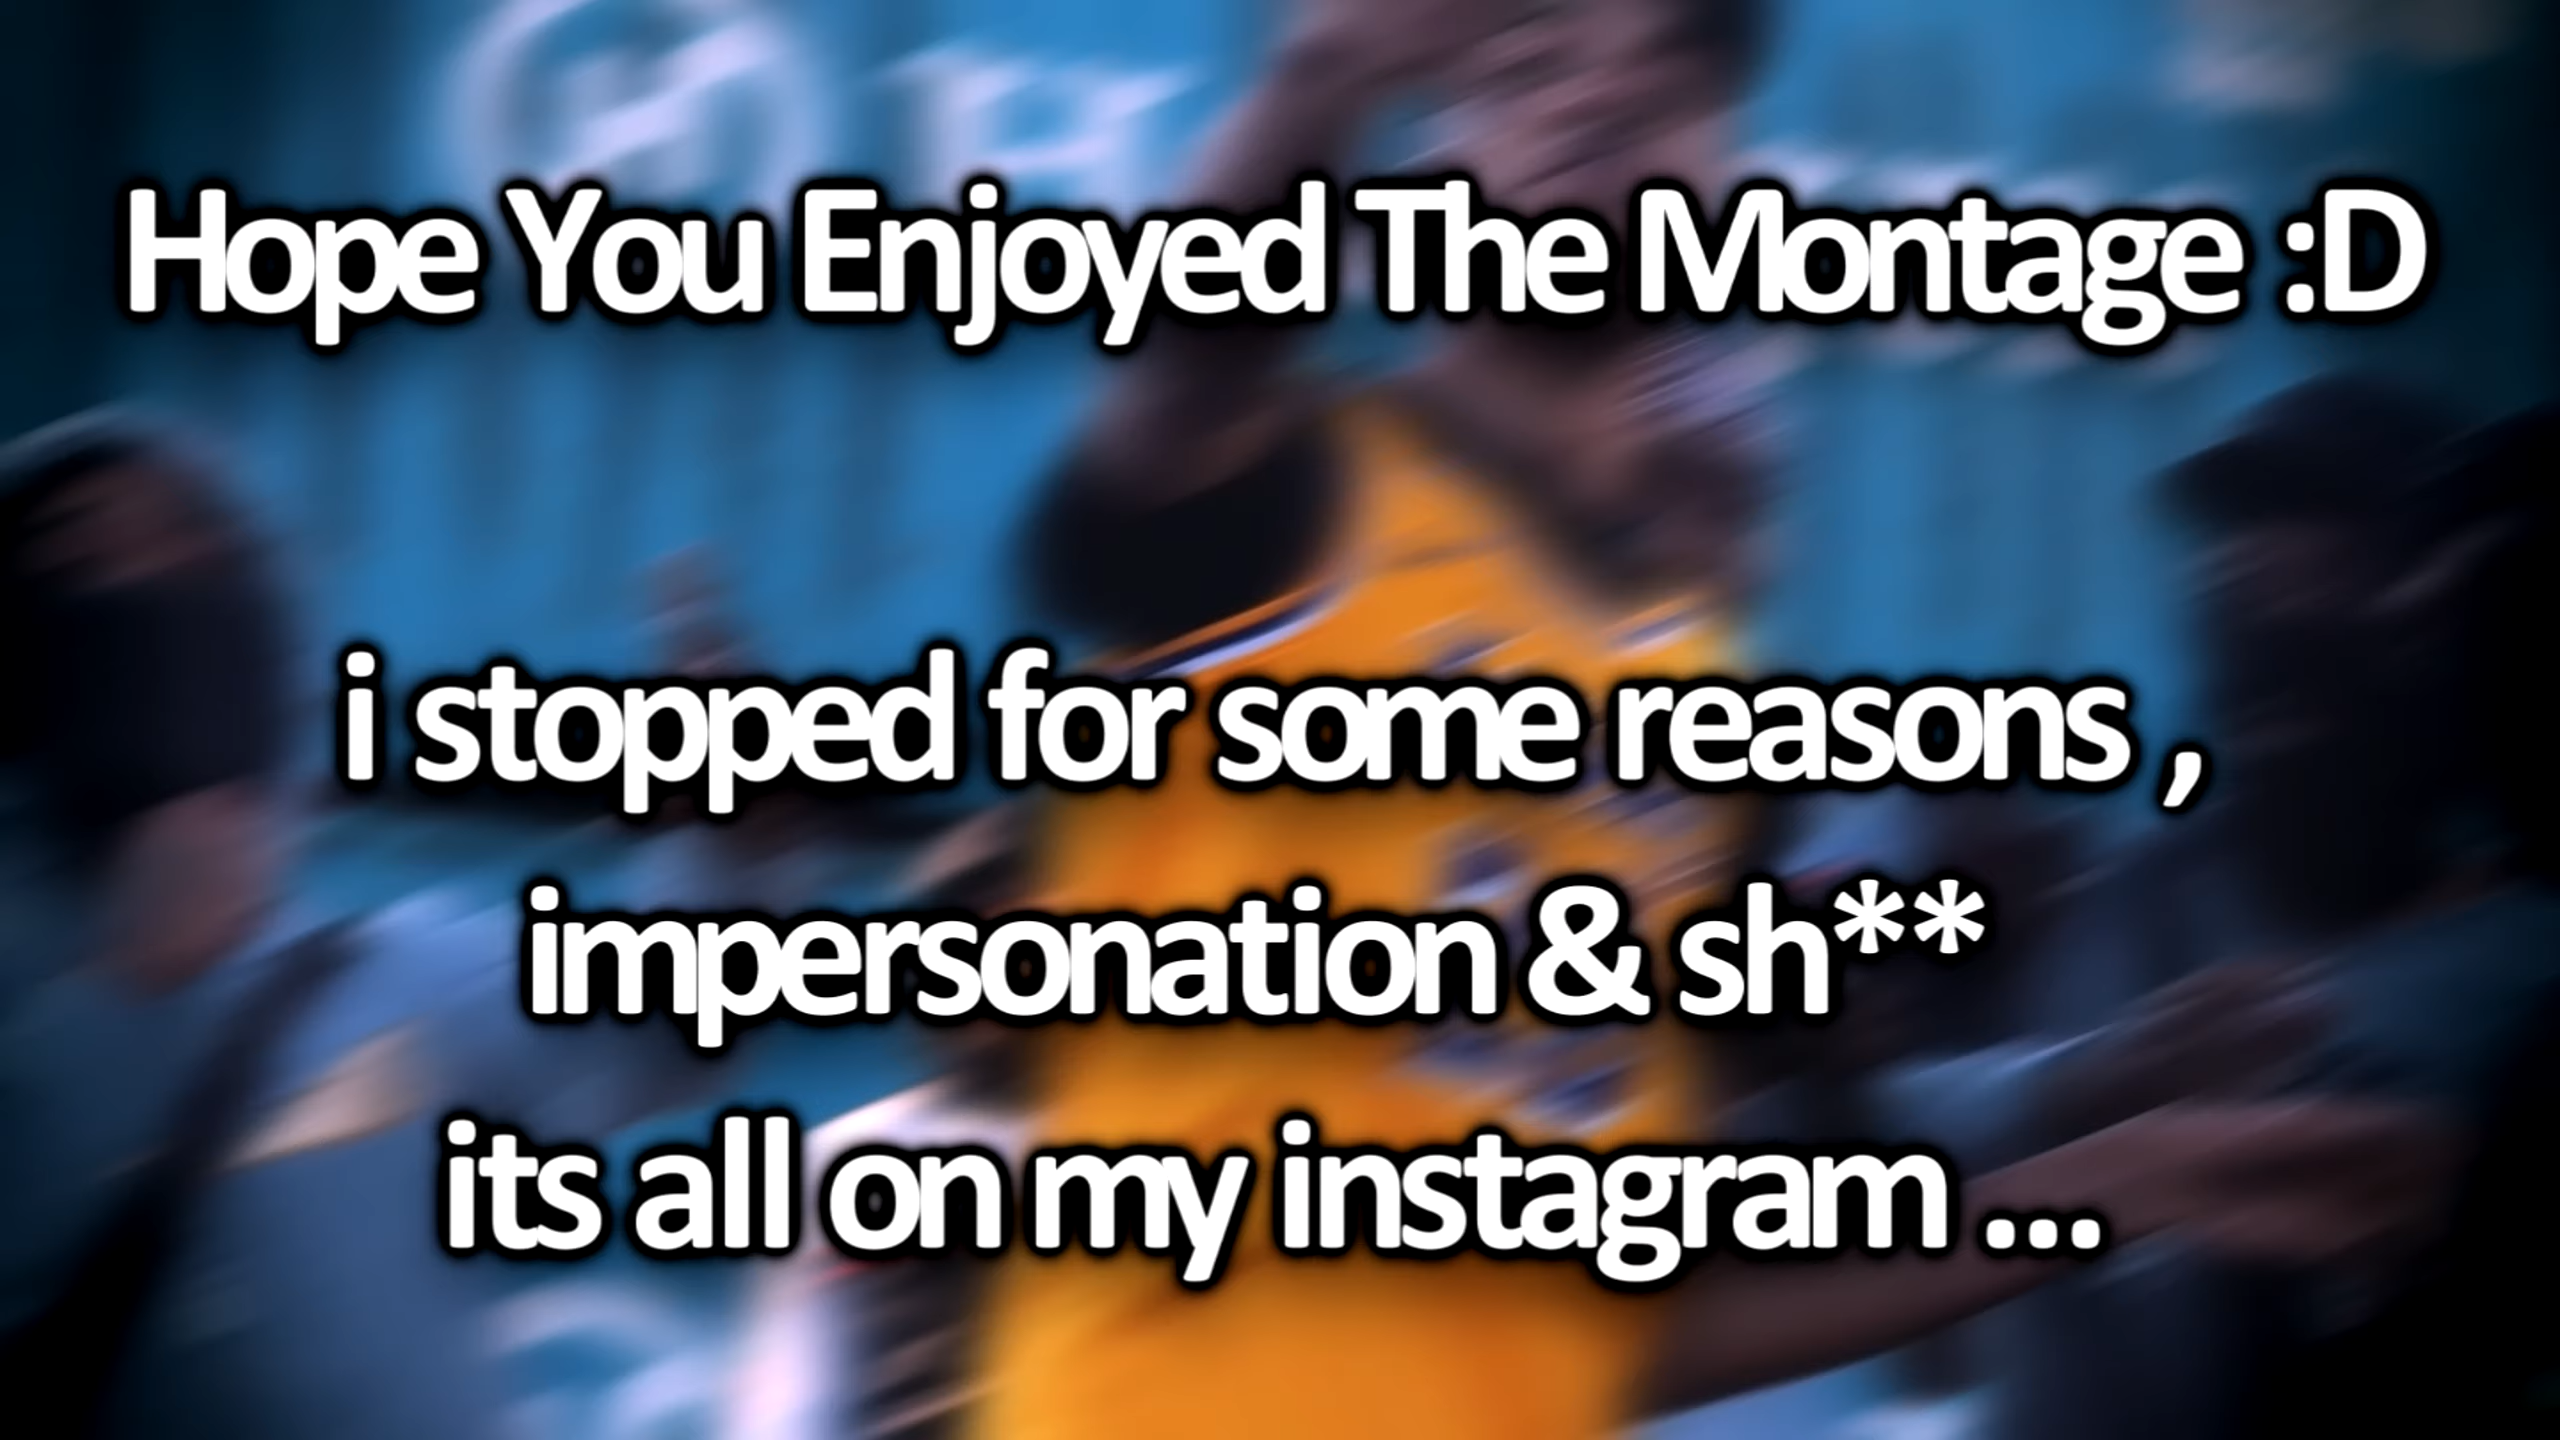 Hope You Enjoyed The Montage :D
i stopped for some reasons ,
impersonation & sh**
its all on my instagram ...